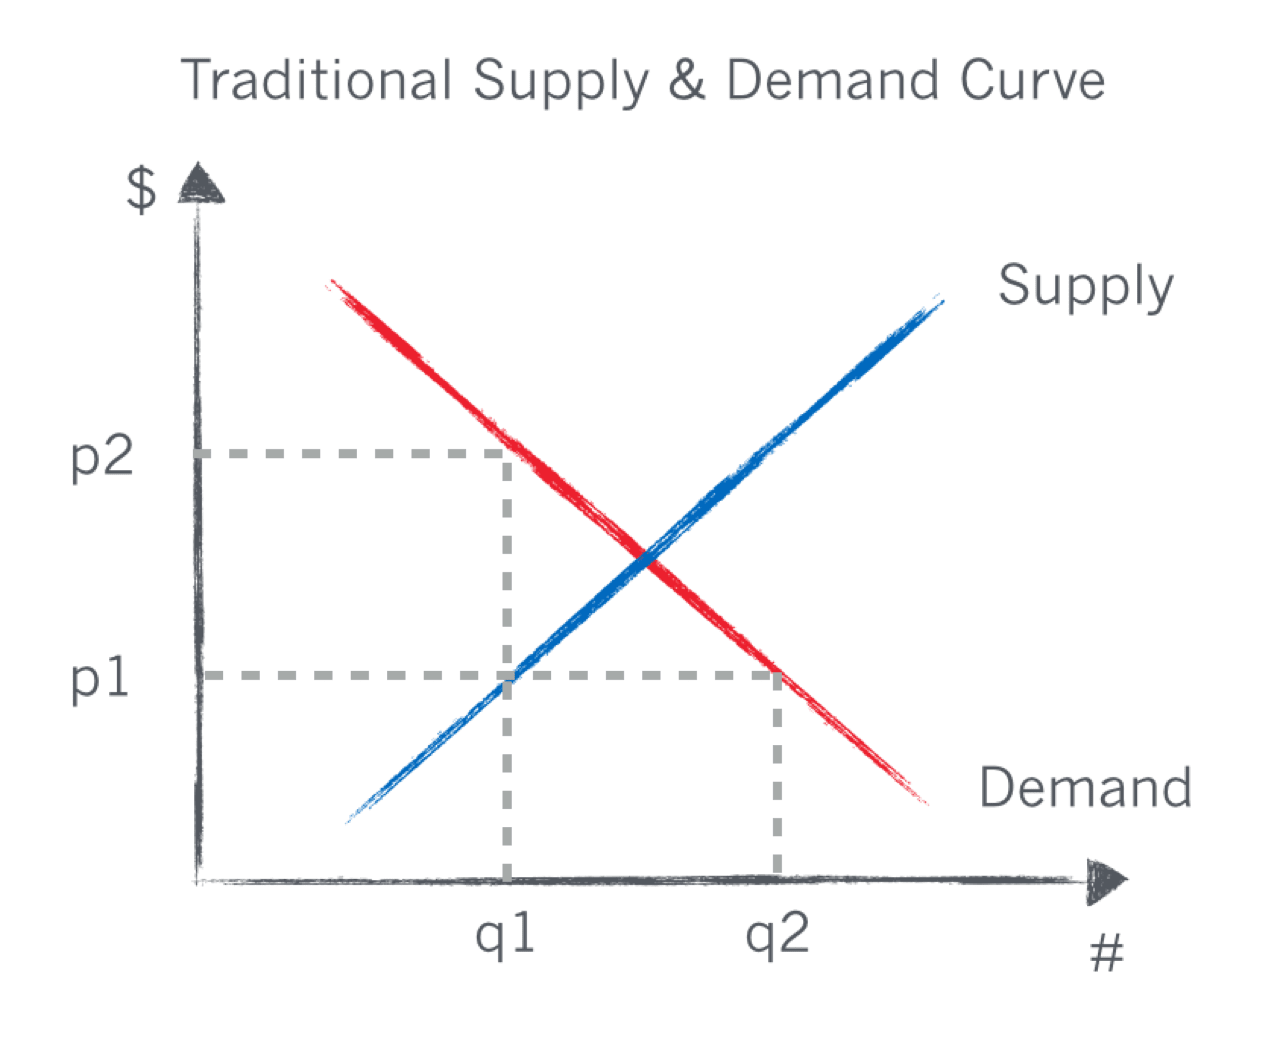 Traditional Supply & Demand Curve
$
Supply
p2
p1
Demand
q1 q2
#